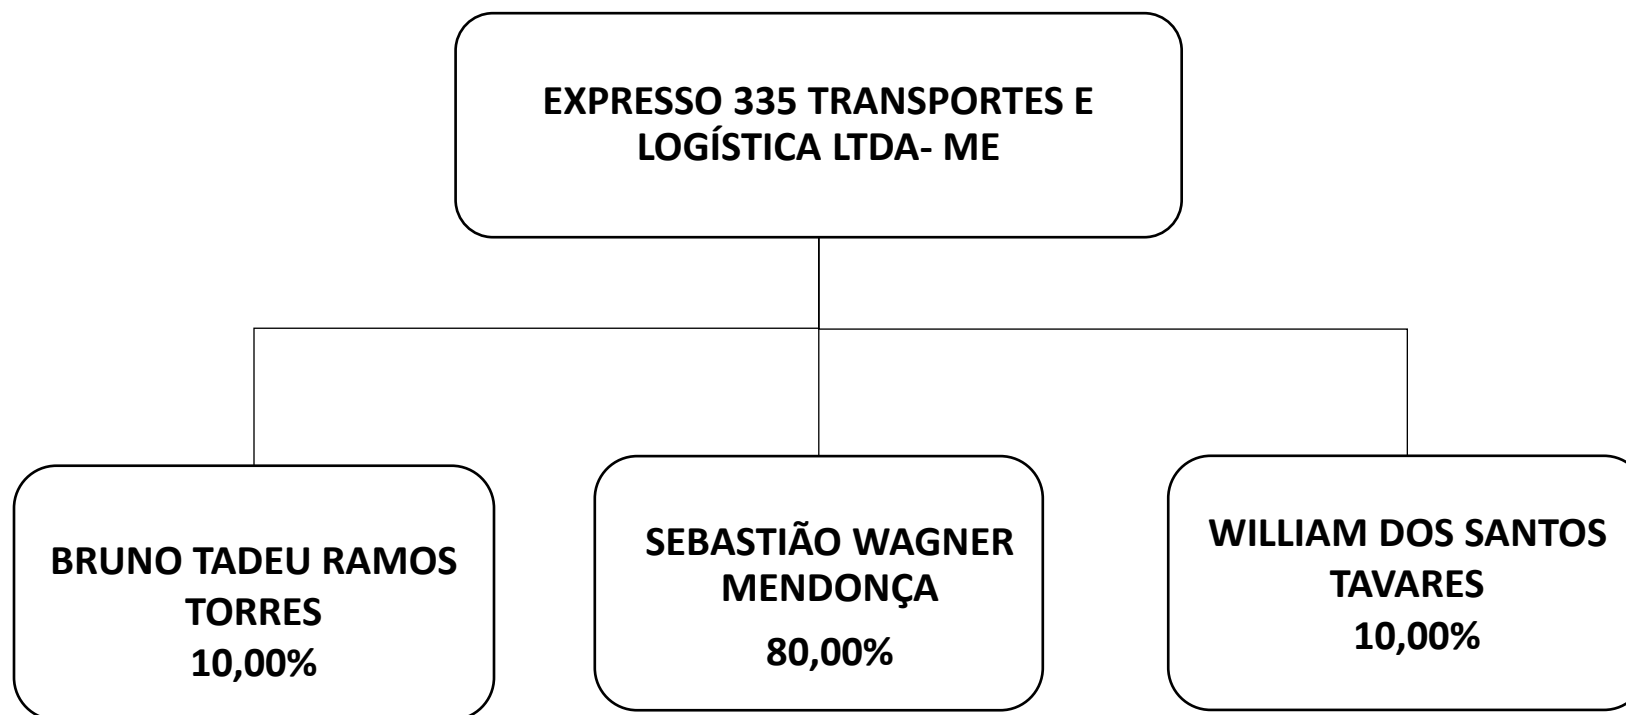 EXPRESSO 335 TRANSPORTES E
LOGÍSTICA LTDA- ME
BRUNO TADEU RAMOS
TORRES
10,00%
SEBASTIÃO WAGNER
MENDONÇA
80,00%
WILLIAM DOS SANTOS
TAVARES
10,00%